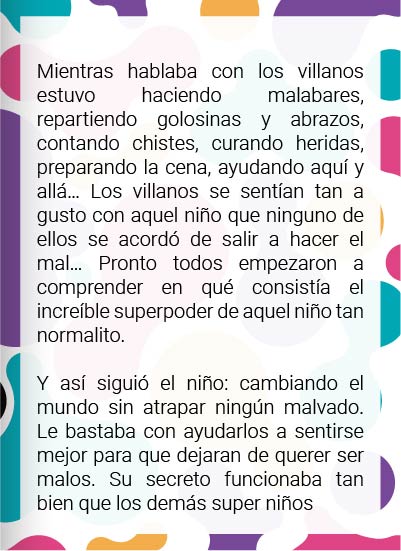 Mientras hablaba con los villanos
estuvo haciendo malabares,
repartiendo golosinas y abrazos,
contando chistes, curando heridas,
preparando la cena, ayudando aquí y
allá... Los villanos se sentían tan a
gusto con aquel niño que ninguno de
ellos se acordó de salir a hacer el
mal... Pronto todos empezaron a
comprender en qué consistía el
increíble superpoder de aquel niño tan
normalito.

Y así siguió el niño: cambiando el
mundo sin atrapar ningún malvado.
Le bastaba con ayudarlos a sentirse
mejor para que dejaran de querer ser
malos. Su secreto funcionaba tan
bien que los demás super niños